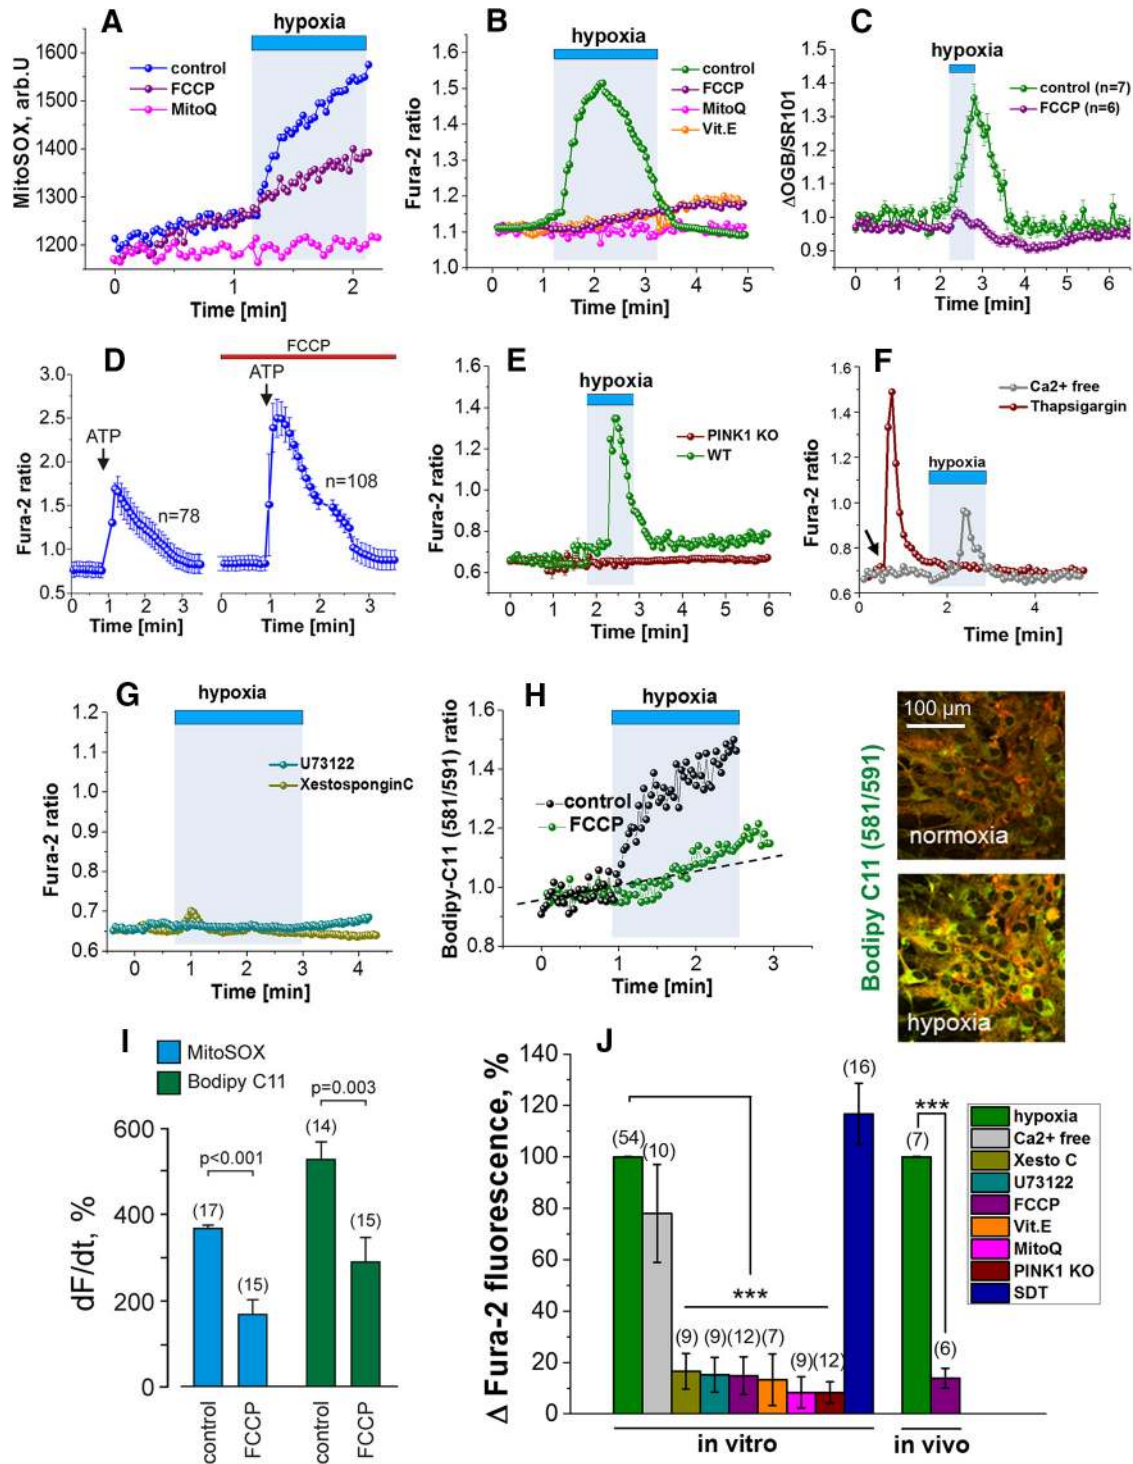 A
hypoxia
MitoSOX, arb.U
1600
1500
1400
1300
1200
control
FCCP
MitoQ
0 1 2
Time [min]
B
hypoxia
Fura-2 ratio
1.6
1.5
1.4
1.3
1.2
1.1
1.0
control
FCCP
MitoQ
Vit.E
0 1 2 3 4 5
Time [min]
C
hypoxia
ΔOGB/SR101
1.5
1.4
1.3
1.2
1.1
1.0
0.9
control (n=7)
FCCP (n=6)
0 1 2 3 4 5 6
Time [min]
D
FCCP
Fura-2 ratio
3.0
2.5
2.0
1.5
1.0
0.5
ATP
ATP
n=78
n=108
0 1 2 3
0 1 2 3
Time [min]
Time [min]
E
hypoxia
Fura-2 ratio
1.6
1.4
1.2
1.0
0.8
0.6
PINK1 KO
WT
0 1 2 3 4 5 6
Time [min]
F
Fura-2 ratio
1.6
1.4
1.2
1.0
0.8
0.6
Ca2+ free
Thapsigargin
hypoxia
0 2 4
Time [min]
G
hypoxia
Fura-2 ratio
1.2
1.1
1.0
0.9
0.8
0.7
0.6
U73122
XestosponginC
0 1 2 3 4
Time [min]
H
hypoxia
Bodipy-C11 (581/591) ratio
1.6
1.4
1.2
1.0
0.8
control
FCCP
0 1 2 3
Time [min]
Bodipy C11 (581/591)
100 µm
normoxia
hypoxia
I
MitoSOX
Bodipy C11
dF/dt, %
600
400
200
0
p<0.001
p=0.003
(17)
(15)
(14)
(15)
control
FCCP
control
FCCP
J
Δ Fura-2 fluorescence, %
140
120
100
80
60
40
20
0
(54)
(10)
(9)
(9)
(12)
(7)
(9)
(12)
(16)
(7)
(6)
***
***
in vitro
in vivo
hypoxia
Ca2+ free
Xesto C
U73122
FCCP
Vit.E
MitoQ
PINK1 KO
SDT